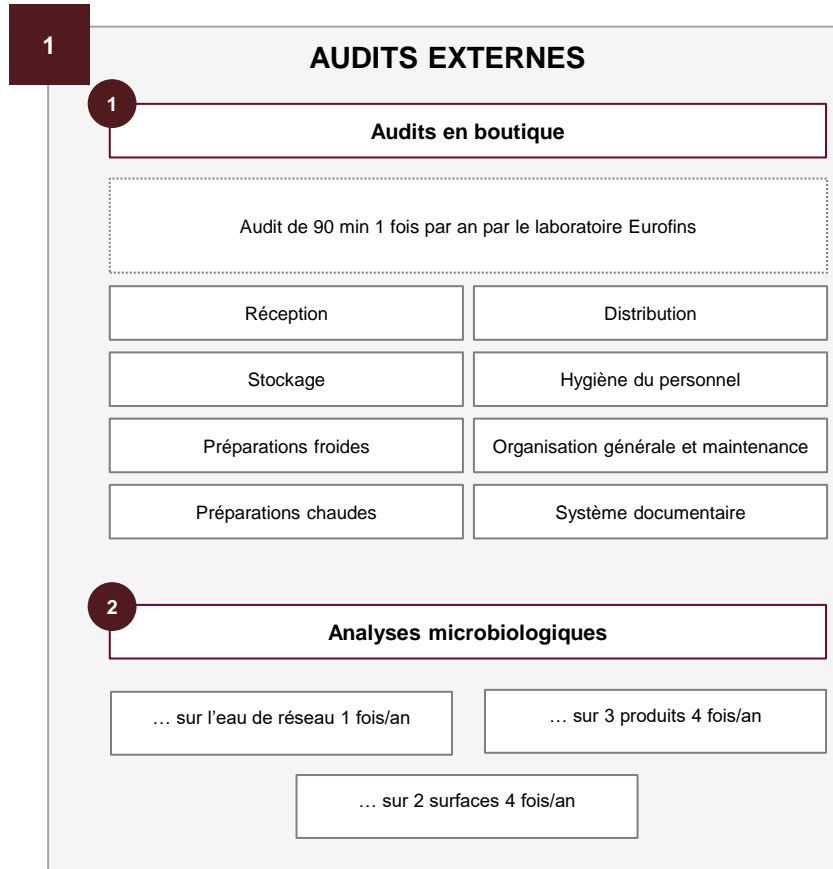 1
AUDITS EXTERNES
1
Audits en boutique
Audit de 90 min 1 fois par an par le laboratoire Eurofins
Réception
Distribution
Stockage
Hygiène du personnel
Préparations froides
Organisation générale et maintenance
Préparations chaudes
Système documentaire
2
Analyses microbiologiques
… sur l’eau de réseau 1 fois/an
… sur 3 produits 4 fois/an
… sur 2 surfaces 4 fois/an